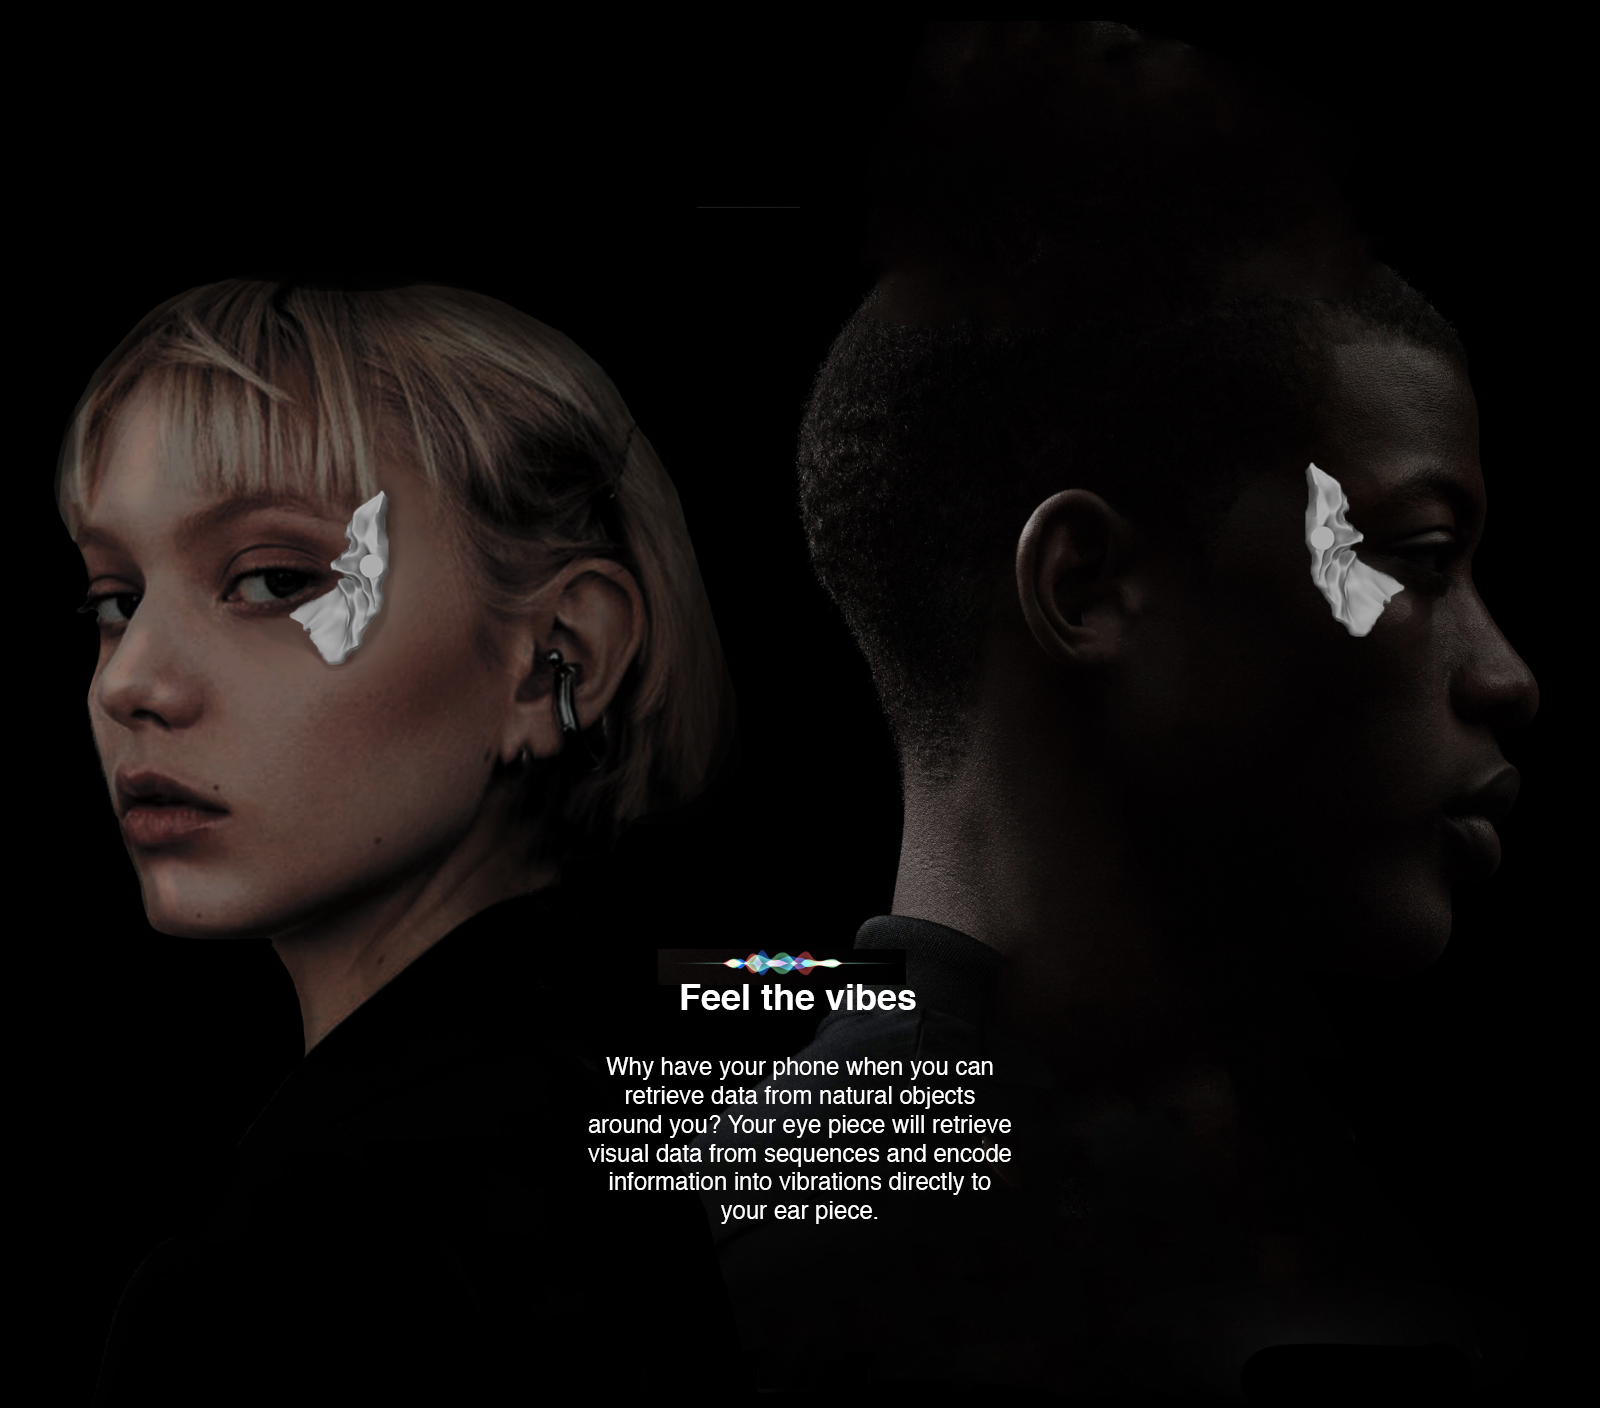 Feel the vibes
Why have your phone when you can
retrieve data from natural objects
around you? Your eye piece will retrieve
visual data from sequences and encode
information into vibrations directly to
your ear piece.